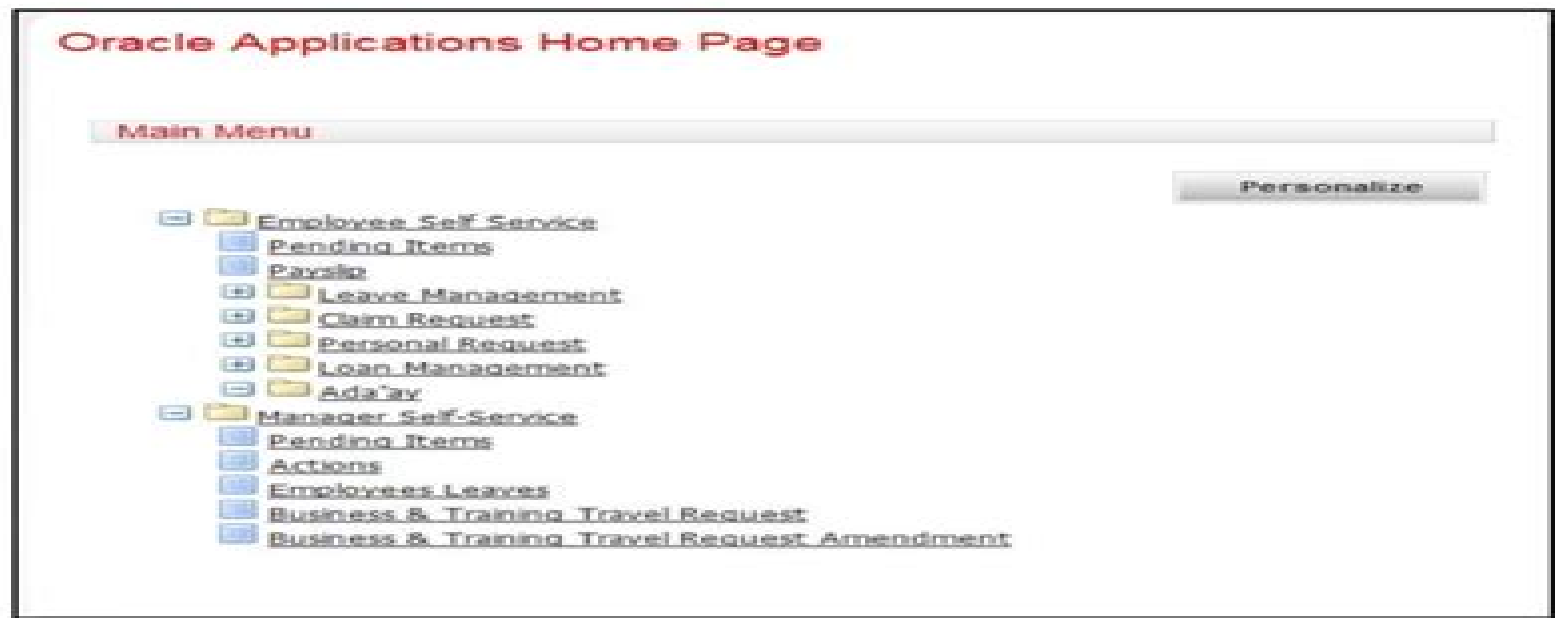 Oracle Applications Home Page
Main Menu
Personalize
Employee Self Service
Pending Items
Payslip
Leave Management
Claim Request
Personal Request
Loan Management
Ada'ay
Manager Self-Service
Pending Items
Actions
Employees Leaves
Business & Training Travel Request
Business & Training Travel Request Amendment